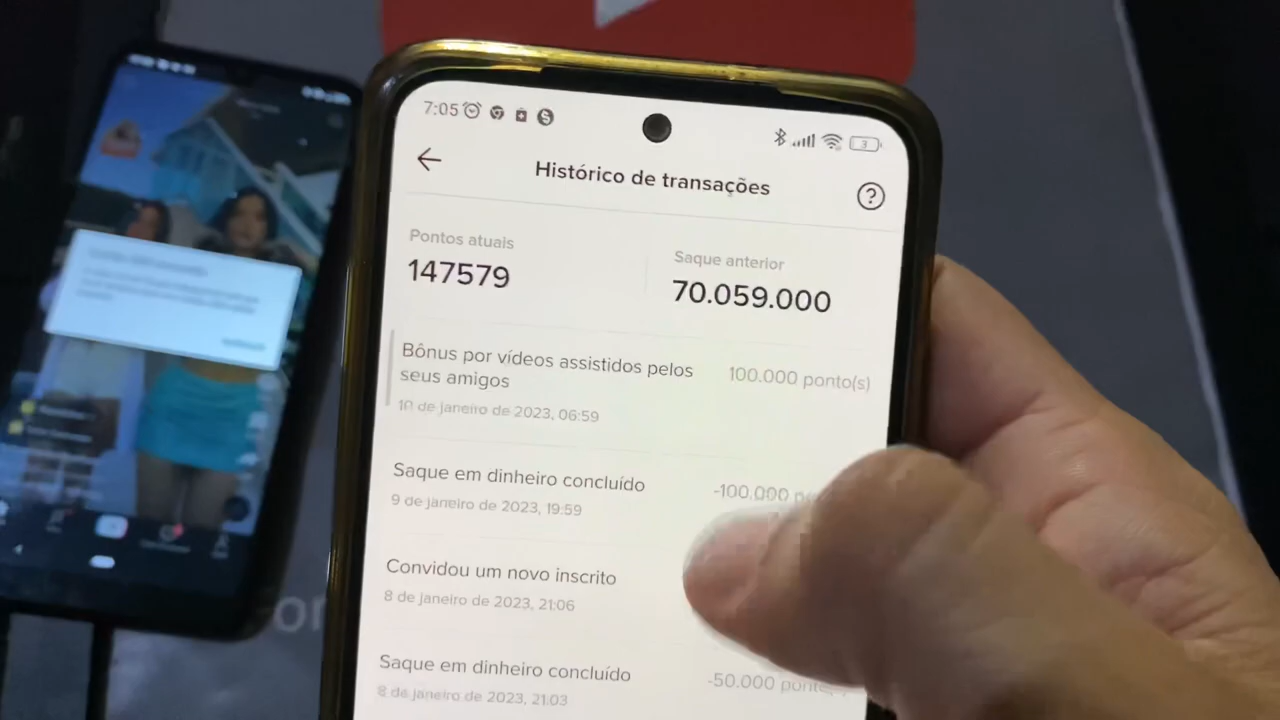 7:05
3
Histórico de transações
Pontos atuais
147579
Saque anterior
70.059.000
Bônus por vídeos assistidos pelos
seus amigos
100.000 ponto(s)
10 de janeiro de 2023, 06:59
Saque em dinheiro concluído
-100.000
9 de janeiro de 2023, 19:59
Convidou um novo inscrito
8 de janeiro de 2023, 21:06
Saque em dinheiro concluído
-50.000
8 de janeiro de 2023, 21:03